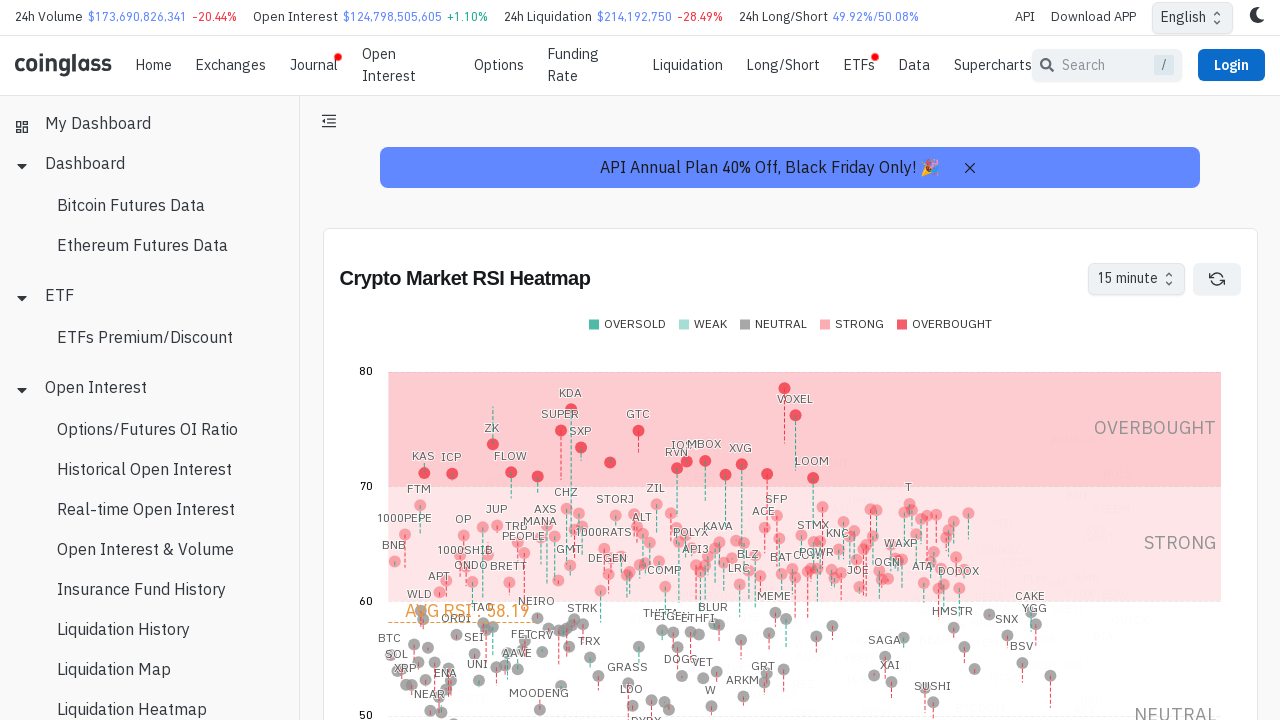 24h Volume $173,690,826,341 -20.44% Open Interest $124,798,505,605 +1.10% 24h Liquidation $214,192,750 -28.49% 24h Long/Short 49.92%/50.08% API Download APP English
coinglass Home Exchanges Journal Open Interest Options Funding Rate Liquidation Long/Short ETFs Data Supercharts Search / Login
My Dashboard
Dashboard
Bitcoin Futures Data
Ethereum Futures Data
ETF
ETFs Premium/Discount
Open Interest
Options/Futures OI Ratio
Historical Open Interest
Real-time Open Interest
Open Interest & Volume
Insurance Fund History
Liquidation History
Liquidation Map
Liquidation Heatmap
API Annual Plan 40% Off, Black Friday Only! 🎉
Crypto Market RSI Heatmap
15 minute
OVERSOLD WEAK NEUTRAL STRONG OVERBOUGHT
80
KDA
VOXEL
SUPER
GTC
ZK
SXP
OVERBOUGHT
MBOX
RVN
XVG
KAS
ICP
FLOW
LOOM
70
FTM
CHZ
ZIL
T
STORJ
SFP
JUP
AXS
ACE
1000PEPE
OP
MANA
ALT
KAVA
STMX
1000RATS
POLYX
KNC
PEOPLE
BNB
1000SHIB
GMT
API3
WAXP
STRONG
DEGEN
BLZ
BAT
POWR
ONDO
BRETT
COMP
LRC
JOE
OGN
ATA
DODOX
APT
60
WLD
NEIRO
MEME
CAKE
AVG RSI : 58.19
STRK
BLUR
HMSTR
YGG
ORDI
ETHFI
SNX
BTC
SEI
CRV
TRX
SAGA
BSV
SOL
AAVE
XRP
UNI
GRASS
VET
GRT
XAI
ENA
ARKM
NEAR
MOODENG
LDO
W
SUSHI
50
NEUTRAL